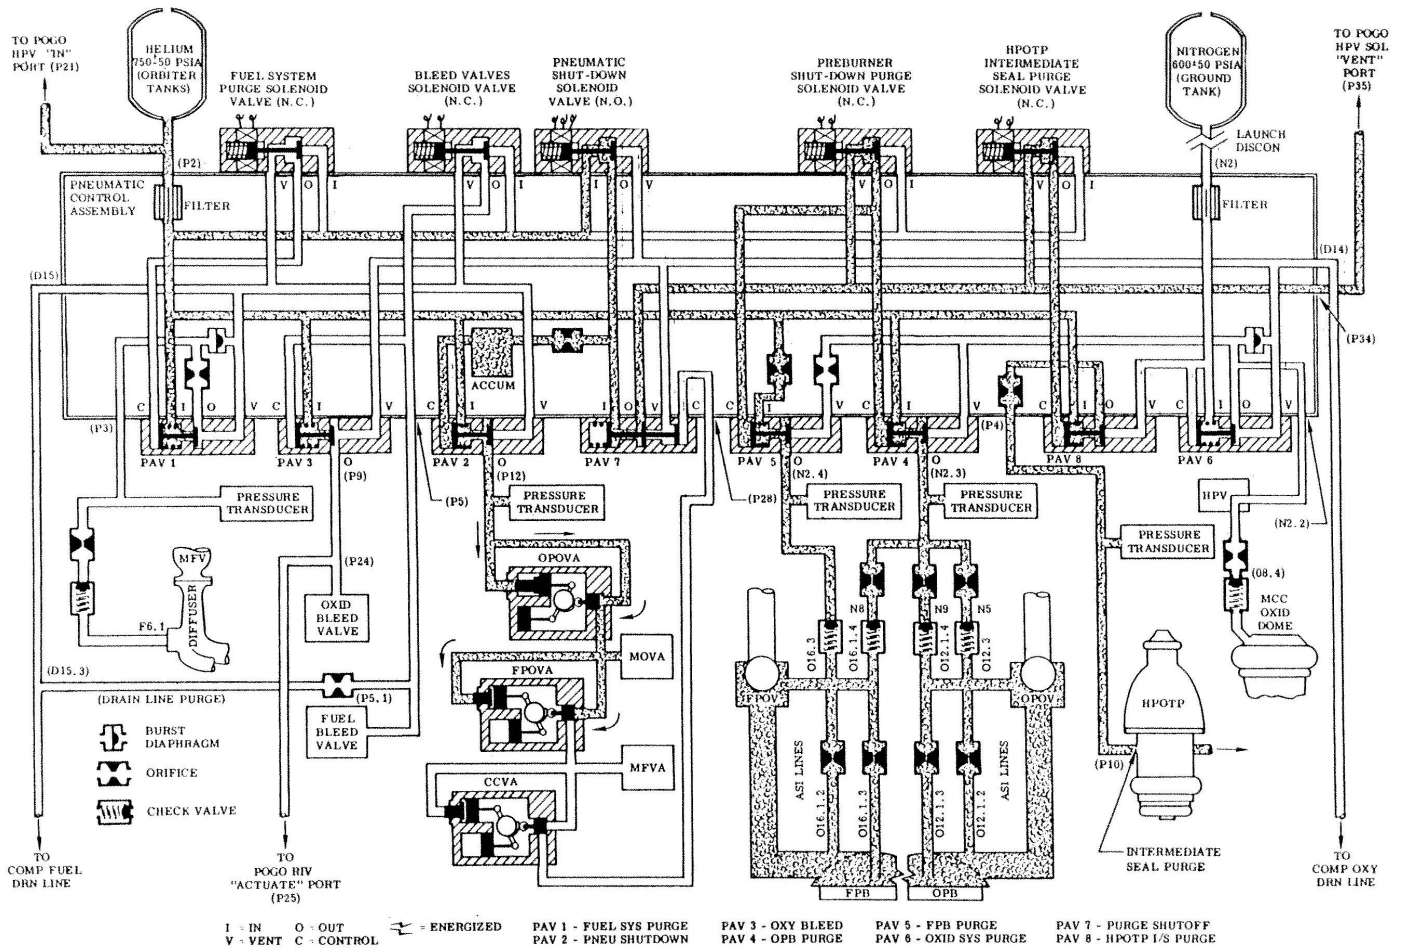 TO POGO
HPV "IN"
PORT (P21)
HELIUM
750-50 PSIA
(ORBITER
TANKS)
FUEL SYSTEM
PURGE SOLENOID
VALVE (N.C.)
BLEED VALVES
SOLENOID VALVE (N.C.)
PNEUMATIC
SHUT-DOWN
SOLENOID
VALVE (N.O.)
PREBURNER
SHUT-DOWN PURGE
SOLENOID VALVE
(N.C.)
HPOTP
INTERMEDIATE
SEAL PURGE
SOLENOID
VALVE (N.C.)
NITROGEN
600±50 PSIA
(GROUND
TANK)
TO POGO
HPV SOL
"VENT"
PORT
(P35)
LAUNCH
DISCON
(P2)
(N2)
PNEUMATIC
CONTROL
ASSEMBLY
FILTER
V O I
V O I
I O V
V O I
V O I
FILTER
(D15)
(D14)
(P34)
ACCUM
C I O V
C I V
C I V
I O V C
C I V
C I V
C I O V
C I O V
(P3)
(P4)
PAV 1
PAV 3
O
PAV 2
O
PAV 7
PAV 5
O
PAV 4
O
PAV 8
PAV 6
(P9)
(P5)
(P12)
(P28)
(N2.4)
(N2.3)
PRESSURE
TRANSDUCER
PRESSURE
TRANSDUCER
PRESSURE
TRANSDUCER
PRESSURE
TRANSDUCER
HPV
(N2.2)
PRESSURE
TRANSDUCER
MFV
DIFFUSER
F6.1
(P24)
OXID
BLEED
VALVE
OPOVA
MOVA
N8
N9
N5
O16.3
O16.1.4
O12.1.4
O12.3
(08.4)
MCC
OXID
DOME
(D15.3)
(DRAIN LINE PURGE)
(P5.1)
FPOVA
FPOV
OPOV
HPOTP
FUEL
BLEED
VALVE
MFVA
BURST
DIAPHRAGM
ORIFICE
CHECK VALVE
CCVA
ASI LINES
O16.1.2
O16.1.3
O12.1.3
O12.1.2
ASI LINES
(P10)
INTERMEDIATE
SEAL PURGE
TO
COMP FUEL
DRN LINE
TO
POGO RIV
"ACTUATE" PORT
(P25)
FPB
OPB
TO
COMP OXY
DRN LINE
I = IN O = OUT = ENERGIZED
V = VENT C = CONTROL
PAV 1 - FUEL SYS PURGE
PAV 2 - PNEU SHUTDOWN
PAV 3 - OXY BLEED
PAV 4 - OPB PURGE
PAV 5 - FPB PURGE
PAV 6 - OXID SYS PURGE
PAV 7 - PURGE SHUTOFF
PAV 8 - HPOTP I/S PURGE